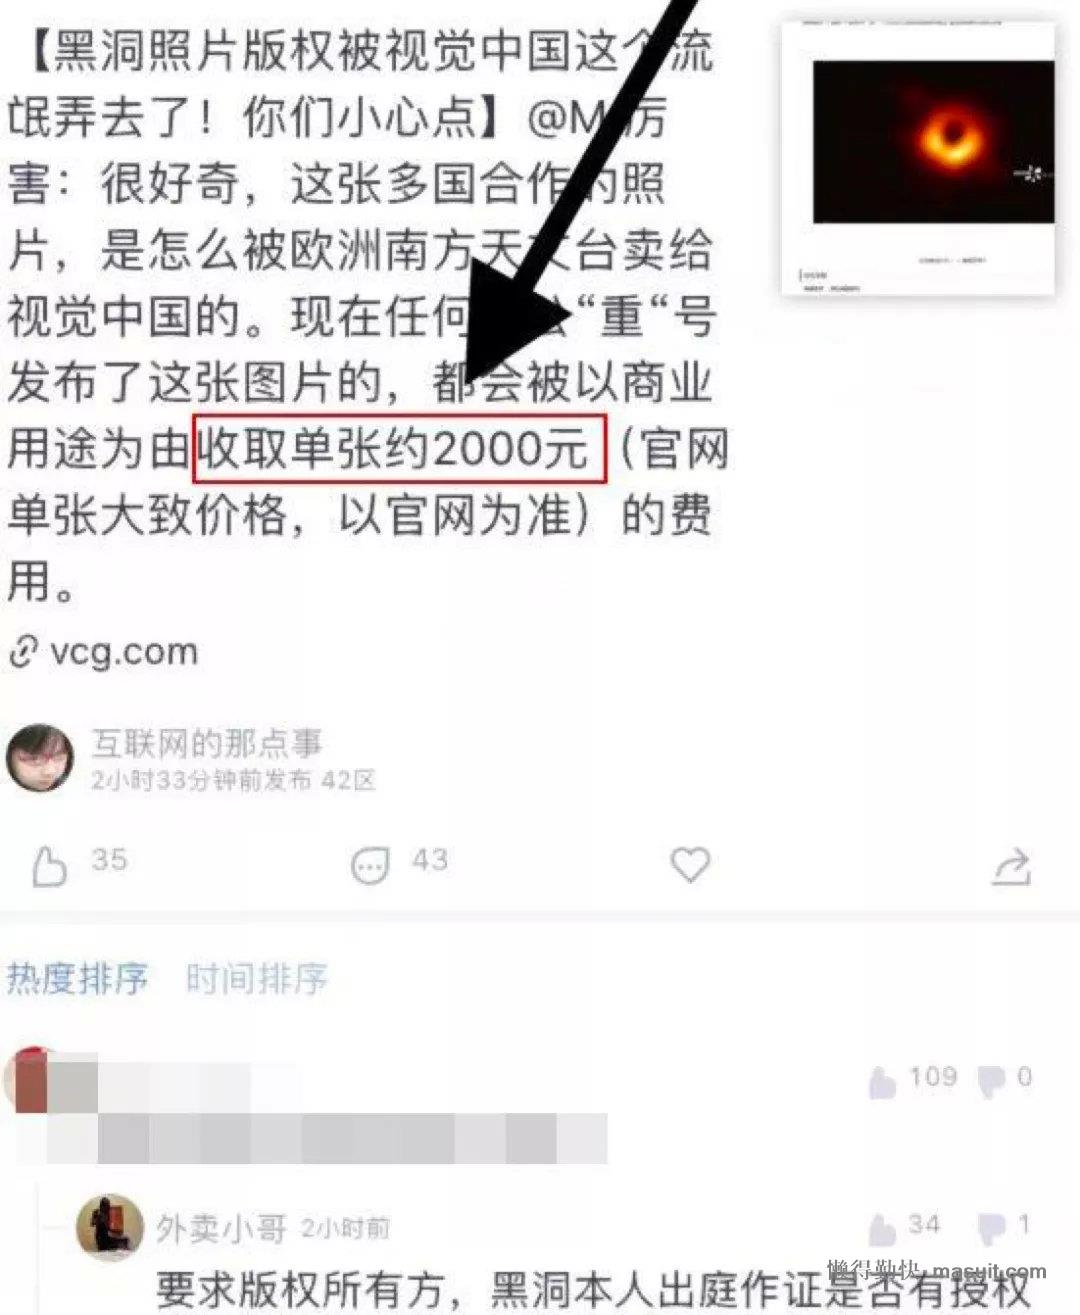 【黑洞照片版权被视觉中国这个流
氓弄去了！你们小心点】@M 厉
害：很好奇，这张多国合作的照
片，是怎么被欧洲南方天文台卖给
视觉中国的。现在任何 公“重“号
发布了这张图片的，都会被以商业
用途为由收取单张约2000元（官网
单张大致价格，以官网为准）的费
用。
vcg.com
互联网的那点事
2小时33分钟前发布 42区
35
43
热度排序 时间排序
109 0
外卖小哥 2小时前
34 1
要求版权所有方，黑洞本人出庭作证是否有授权
懒得勤快 masuit.com